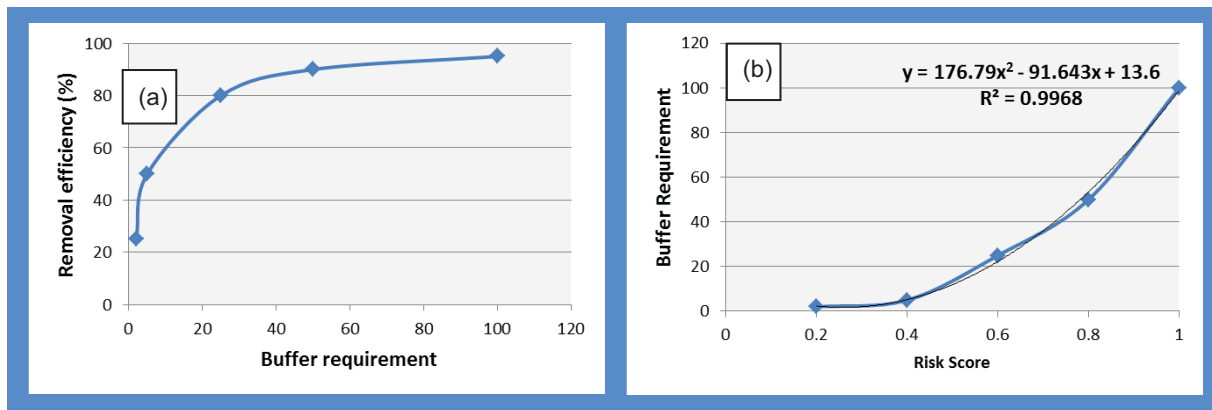 (a)
Removal efficiency (%)
100
80
60
40
20
0
0 20 40 60 80 100 120
Buffer requirement
(b)
y = 176.79x² - 91.643x + 13.6
R² = 0.9968
Buffer Requirement
120
100
80
60
40
20
0
0 0.2 0.4 0.6 0.8 1
Risk Score